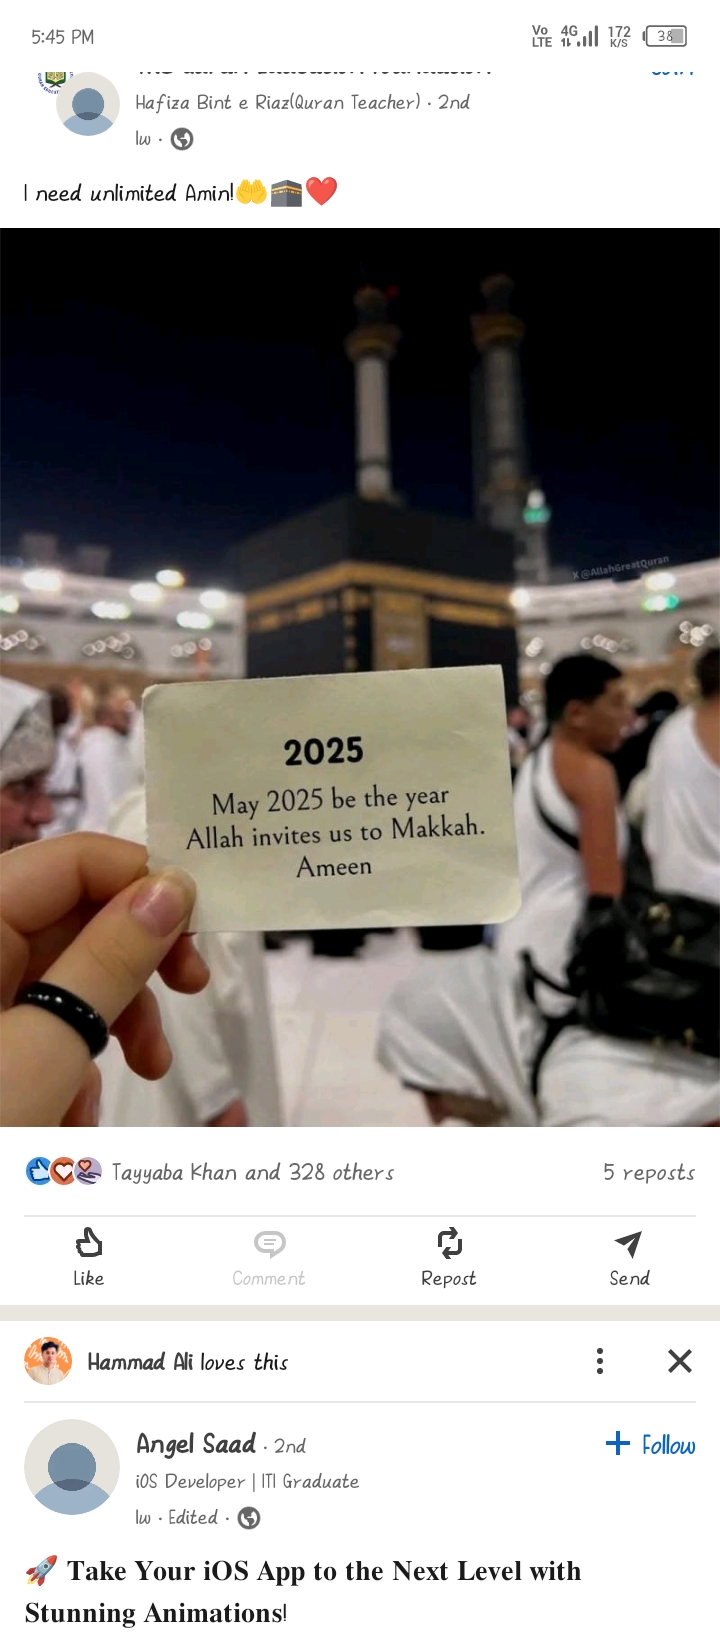 5:45 PM
Vo LTE 4G 172 K/S 38
Hafiza Bint e Riaz(Quran Teacher) · 2nd
1w ·
I need unlimited Amin!🤲🕋❤️
X @AllahGreatQuran
2025
May 2025 be the year
Allah invites us to Makkah.
Ameen
Tayyaba Khan and 328 others
5 reposts
Like
Comment
Repost
Send
Hammad Ali loves this
Angel Saad · 2nd
+ Follow
iOS Developer | ITI Graduate
1w · Edited ·
🚀 Take Your iOS App to the Next Level with
Stunning Animations!